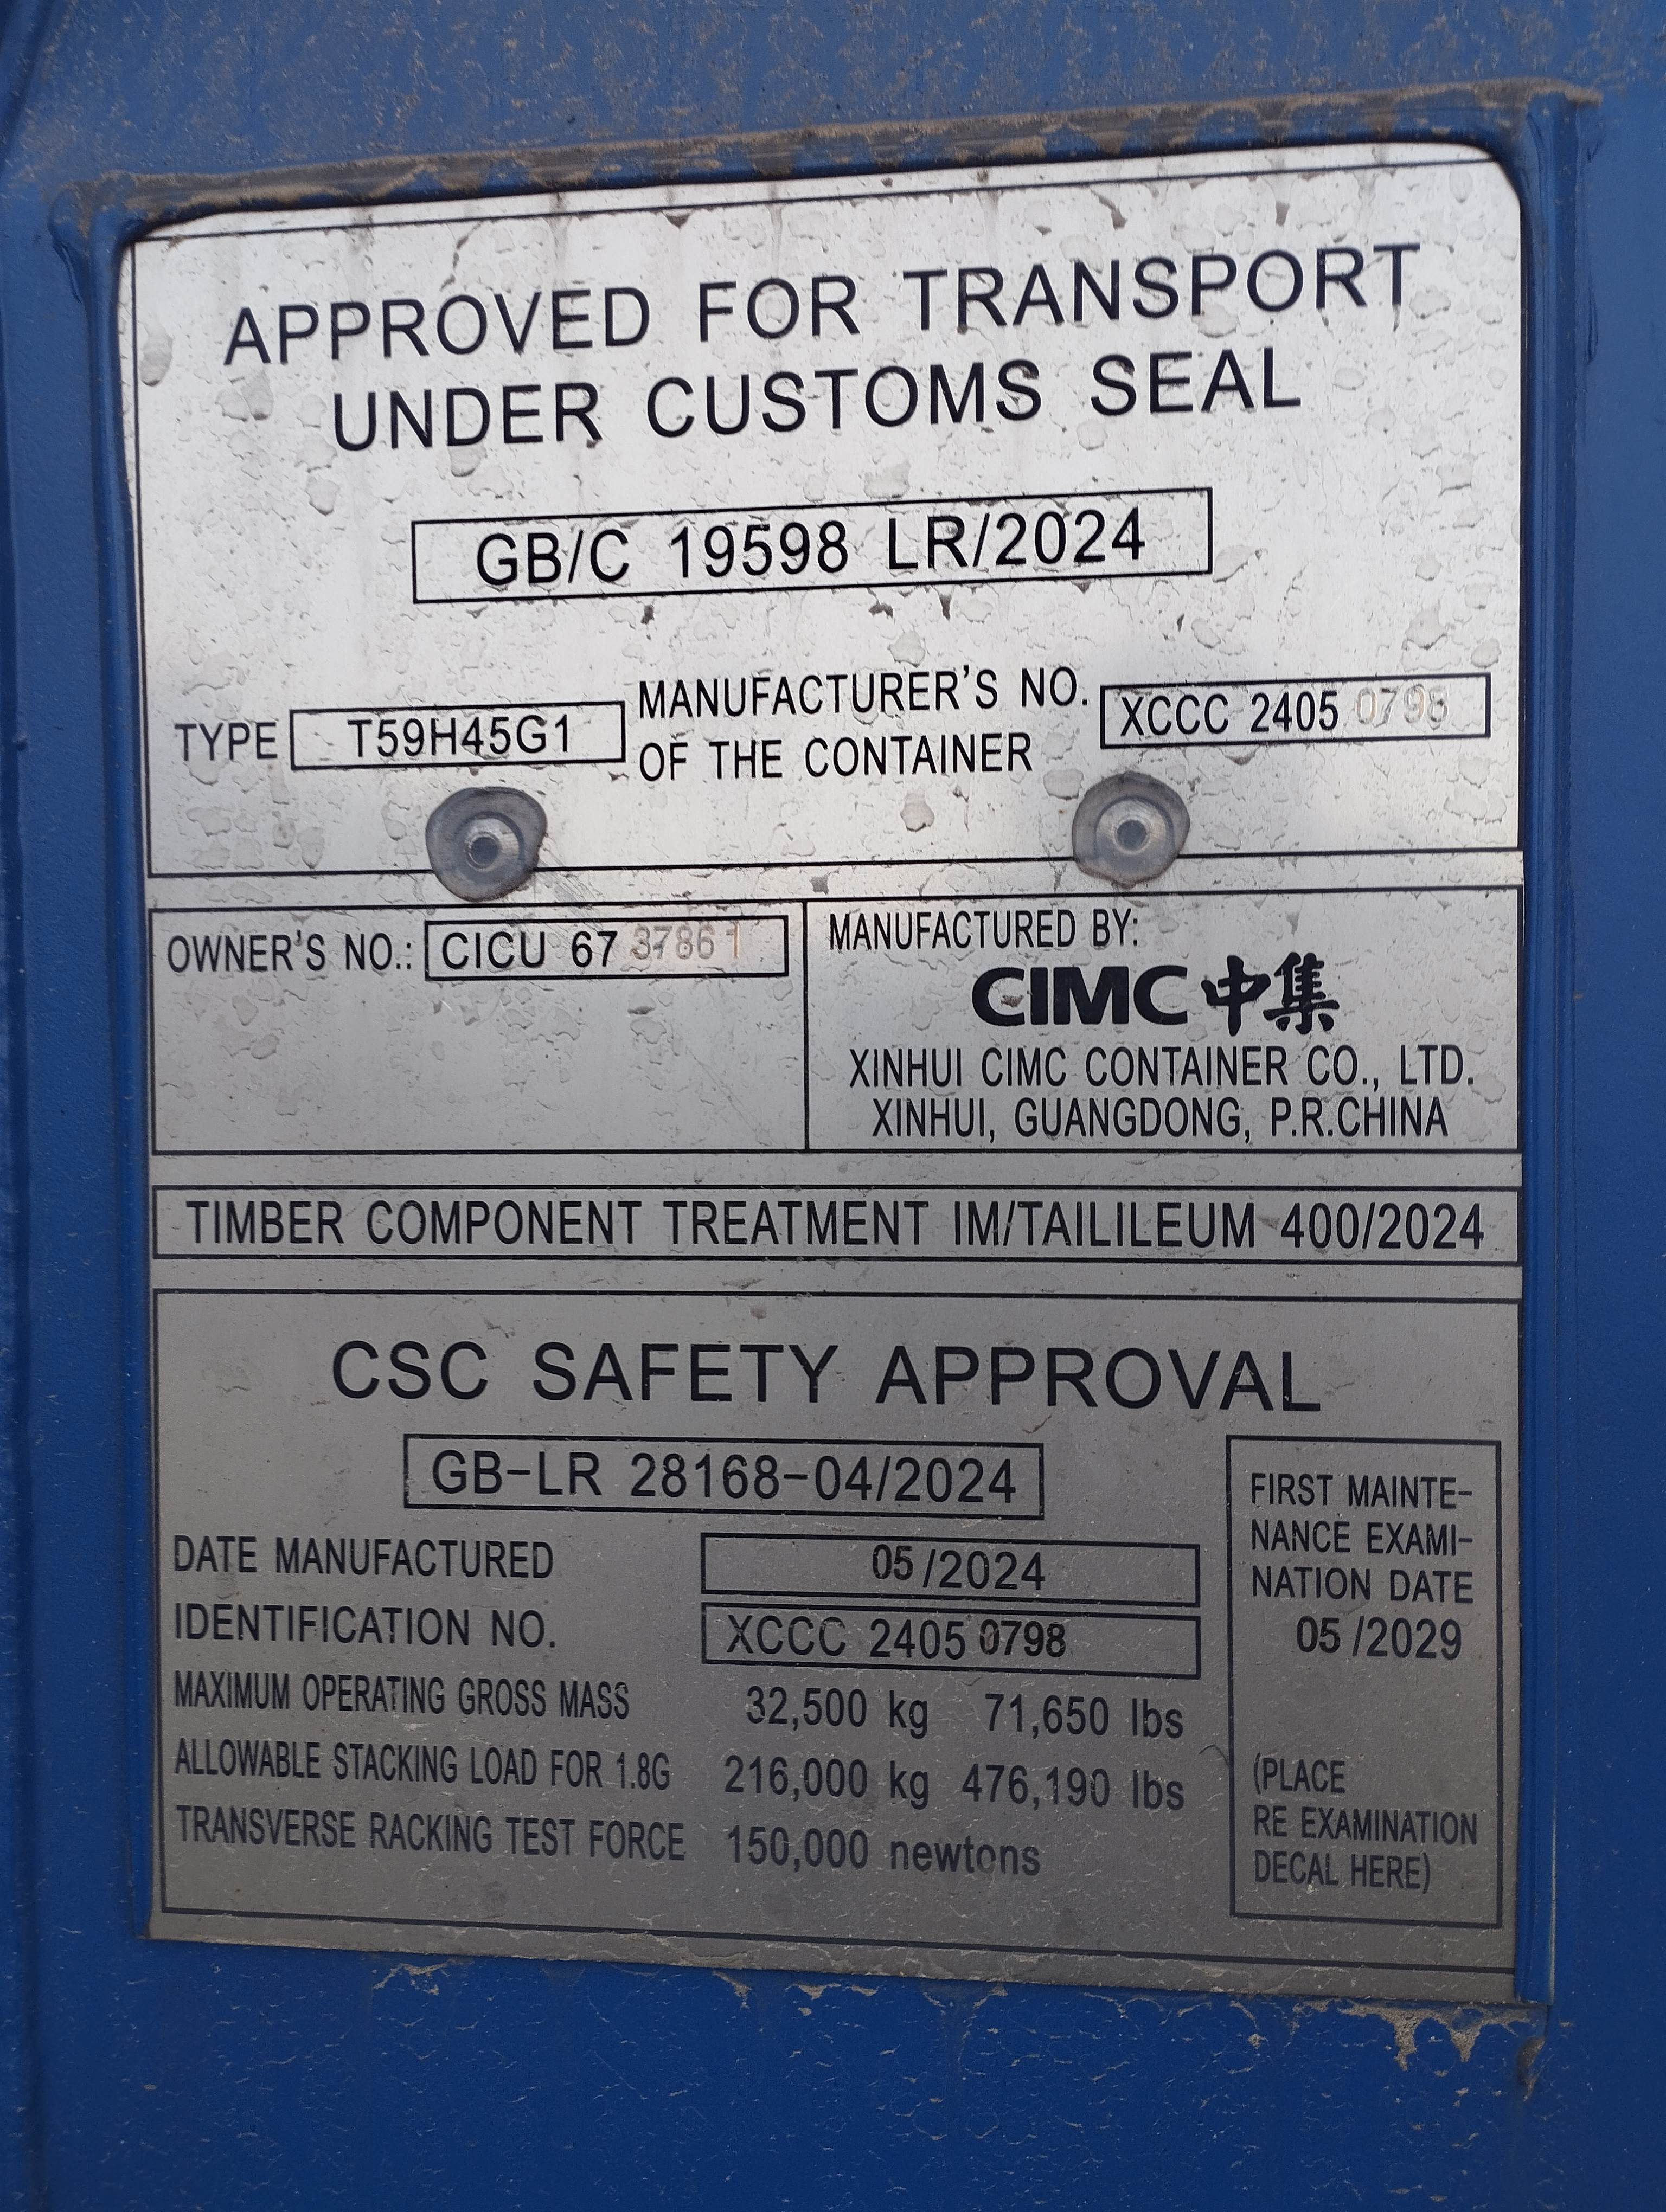 APPROVED FOR TRANSPORT
UNDER CUSTOMS SEAL
GB/C 19598 LR/2024
TYPE T59H45G1
MANUFACTURER'S NO.
OF THE CONTAINER
XCCC 2405 0798
OWNER'S NO.: CICU 67 37861
MANUFACTURED BY:
CIMC 中集
XINHUI CIMC CONTAINER CO., LTD.
XINHUI, GUANGDONG, P.R.CHINA
TIMBER COMPONENT TREATMENT IM/TAILILEUM 400/2024
CSC SAFETY APPROVAL
GB-LR 28168-04/2024
DATE MANUFACTURED 05/2024
IDENTIFICATION NO. XCCC 2405 0798
MAXIMUM OPERATING GROSS MASS 32,500 kg 71,650 lbs
ALLOWABLE STACKING LOAD FOR 1.8G 216,000 kg 476,190 lbs
TRANSVERSE RACKING TEST FORCE 150,000 newtons
FIRST MAINTE-
NANCE EXAMI-
NATION DATE
05/2029
(PLACE
RE EXAMINATION
DECAL HERE)